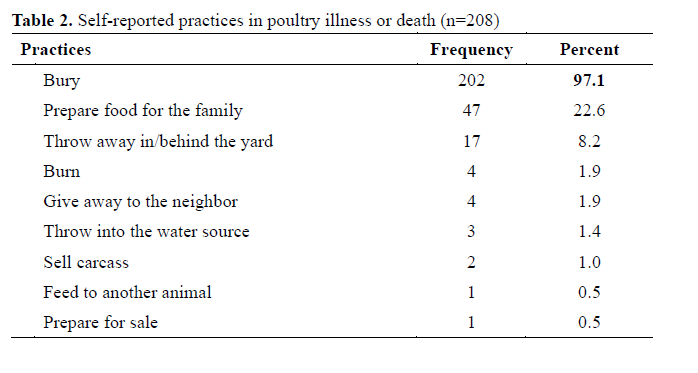 Table 2. Self-reported practices in poultry illness or death (n=208)
Practices Frequency Percent
Bury 202 97.1
Prepare food for the family 47 22.6
Throw away in/behind the yard 17 8.2
Burn 4 1.9
Give away to the neighbor 4 1.9
Throw into the water source 3 1.4
Sell carcass 2 1.0
Feed to another animal 1 0.5
Prepare for sale 1 0.5